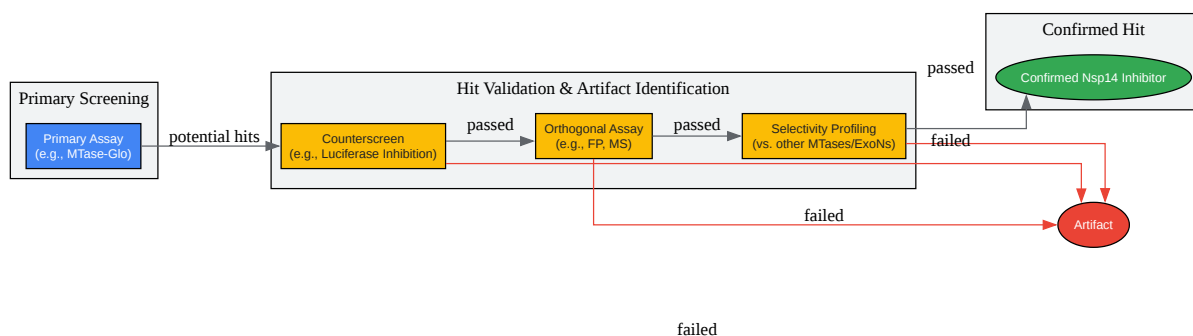 Primary Screening
Primary Assay
(e.g., MTase-Glo)
potential hits
Hit Validation & Artifact Identification
Counterscreen
(e.g., Luciferase Inhibition)
passed
Orthogonal Assay
(e.g., FP, MS)
passed
Selectivity Profiling
(vs. other MTases/ExoNs)
passed
Confirmed Hit
Confirmed Nsp14 Inhibitor
failed
failed
Artifact
failed